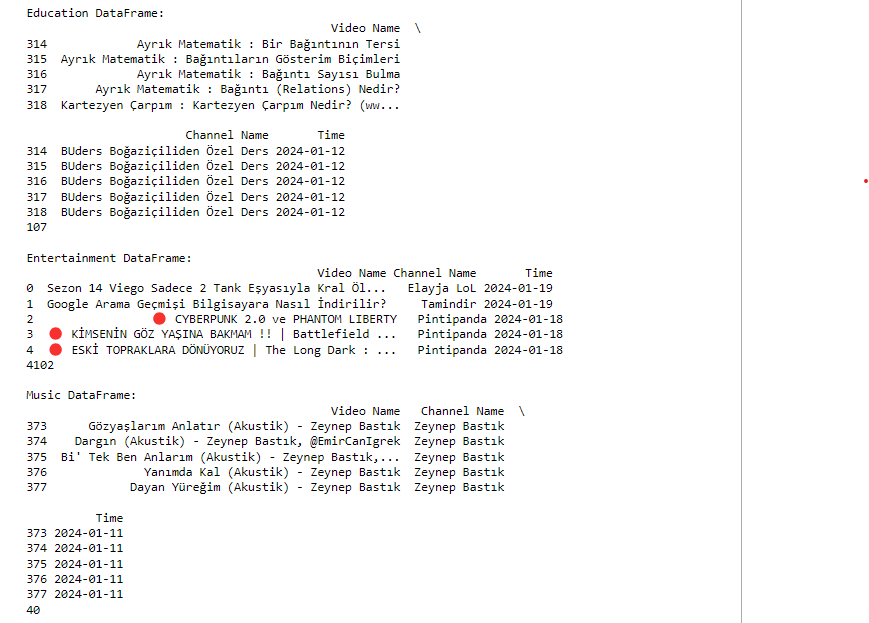 Education DataFrame:
Video Name \
314 Ayrık Matematik : Bir Bağıntının Tersi
315 Ayrık Matematik : Bağıntıların Gösterim Biçimleri
316 Ayrık Matematik : Bağıntı Sayısı Bulma
317 Ayrık Matematik : Bağıntı (Relations) Nedir?
318 Kartezyen Çarpım : Kartezyen Çarpım Nedir? (ww...
Channel Name Time
314 BUders Boğaziçiliden Özel Ders 2024-01-12
315 BUders Boğaziçiliden Özel Ders 2024-01-12
316 BUders Boğaziçiliden Özel Ders 2024-01-12
317 BUders Boğaziçiliden Özel Ders 2024-01-12
318 BUders Boğaziçiliden Özel Ders 2024-01-12
107
Entertainment DataFrame:
Video Name Channel Name Time
0 Sezon 14 Viego Sadece 2 Tank Eşyasıyla Kral Öl... Elayja LoL 2024-01-19
1 Google Arama Geçmişi Bilgisayara Nasıl İndirilir? Tamindir 2024-01-19
2 🔴 CYBERPUNK 2.0 ve PHANTOM LIBERTY Pintipanda 2024-01-18
3 🔴 KİMSENİN GÖZ YAŞINA BAKMAM !! | Battlefield ... Pintipanda 2024-01-18
4 🔴 ESKİ TOPRAKLARA DÖNÜYORUZ | The Long Dark : ... Pintipanda 2024-01-18
4102
Music DataFrame:
Video Name Channel Name \
373 Gözyaşlarım Anlatır (Akustik) - Zeynep Bastık Zeynep Bastık
374 Dargın (Akustik) - Zeynep Bastık, @EmirCanIgrek Zeynep Bastık
375 Bi' Tek Ben Anlarım (Akustik) - Zeynep Bastık,... Zeynep Bastık
376 Yanımda Kal (Akustik) - Zeynep Bastık Zeynep Bastık
377 Dayan Yüreğim (Akustik) - Zeynep Bastık Zeynep Bastık
Time
373 2024-01-11
374 2024-01-11
375 2024-01-11
376 2024-01-11
377 2024-01-11
40